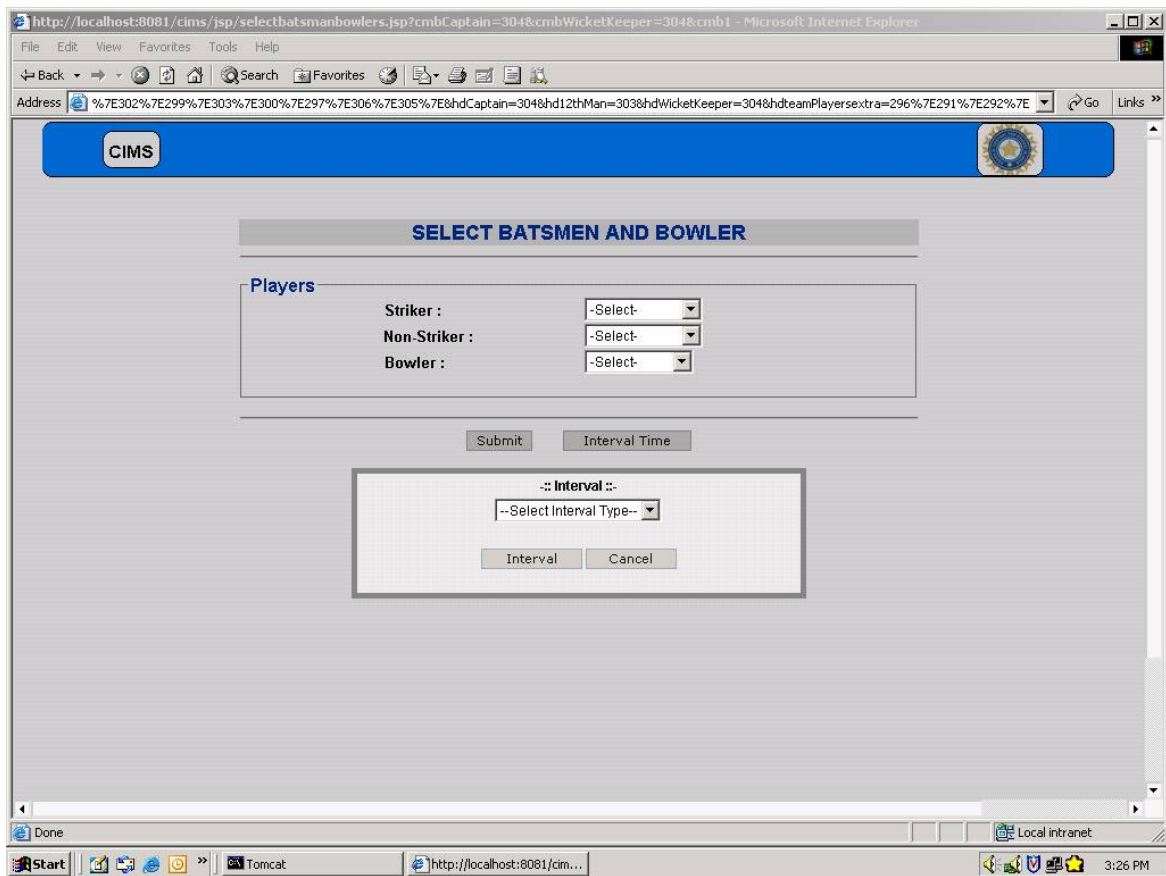 http://localhost:8081/cims/jsp/selectbatsmanbowlers.jsp?cmbCaptain=304&cmbWicketKeeper=304&cmb1 - Microsoft Internet Explorer
File Edit View Favorites Tools Help
Back Search Favorites
Address %7E302%7E299%7E303%7E300%7E297%7E306%7E305%7E&hdCaptain=304&hd12thMan=303&hdWicketKeeper=304&hdteamPlayersextra=296%7E291%7E292%7E Go Links »
CIMS
SELECT BATSMEN AND BOWLER
Players
Striker : -Select-
Non-Striker : -Select-
Bowler : -Select-
Submit Interval Time
-:: Interval ::-
--Select Interval Type--
Interval Cancel
Done Local intranet
Start » Tomcat http://localhost:8081/cim... 3:26 PM